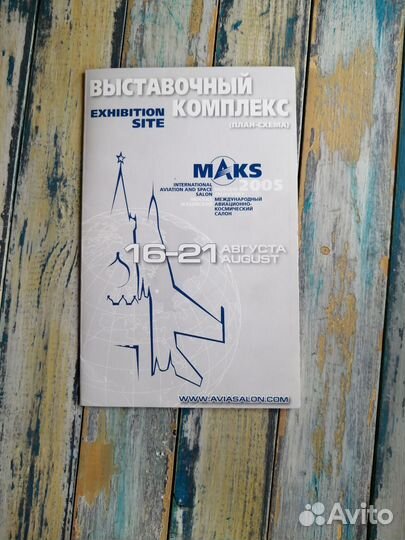 ВЫСТАВОЧНЫЙ
EXHIBITION КОМПЛЕКС
SITE (ПЛАН-СХЕМА)
MAKS
2005
INTERNATIONAL
AVIATION AND SPACE
SALON
МЕЖДУНАРОДНЫЙ
АВИАЦИОННО-
КОСМИЧЕСКИЙ
САЛОН
16-21 АВГУСТА
AUGUST
WWW.AVIASALON.COM
Avito